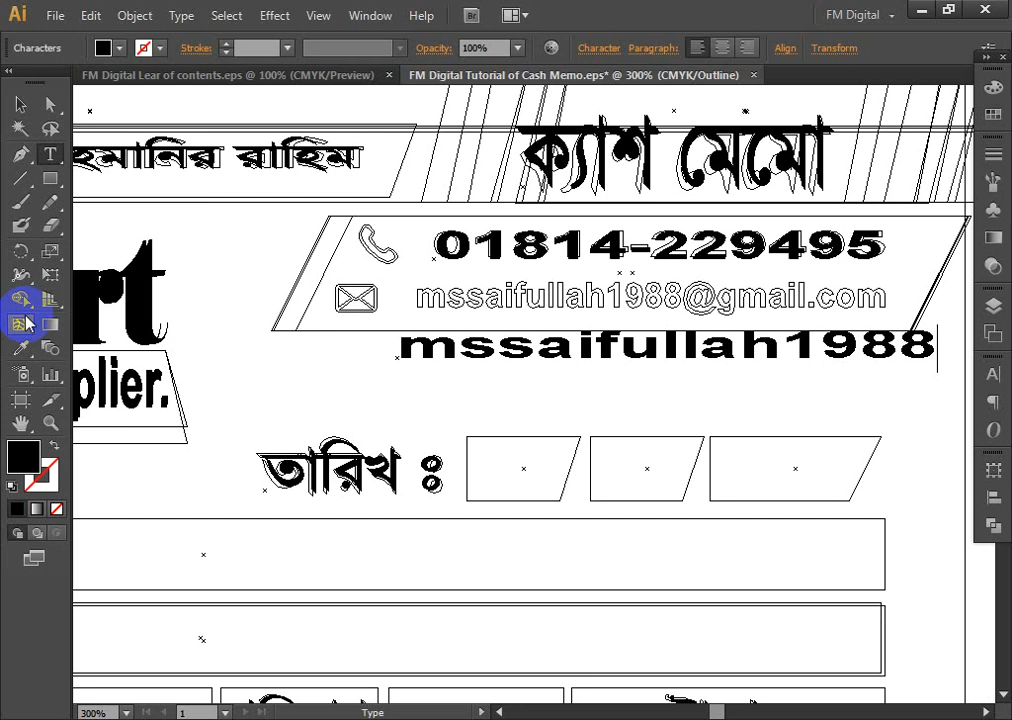 Ai File Edit Object Type Select Effect View Window Help Br FM Digital
Characters Stroke: Opacity: 100% Character Paragraph: Align Transform
FM Digital Lear of contents.eps @ 100% (CMYK/Preview) × FM Digital Tutorial of Cash Memo.eps* @ 300% (CMYK/Outline) ×
হমানির রাহিম
ক্যাশ মেমো
01814-229495
mssaifullah1988@gmail.com
mssaifullah1988
rt
plier.
তারিখ :
300% 1 Type